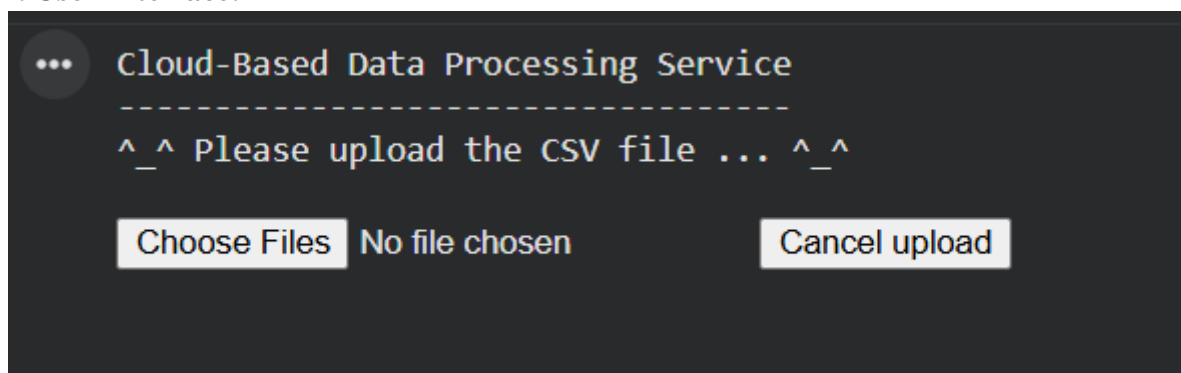 Cloud-Based Data Processing Service
-----------------------------------
^_^ Please upload the CSV file ... ^_^
Choose Files No file chosen Cancel upload